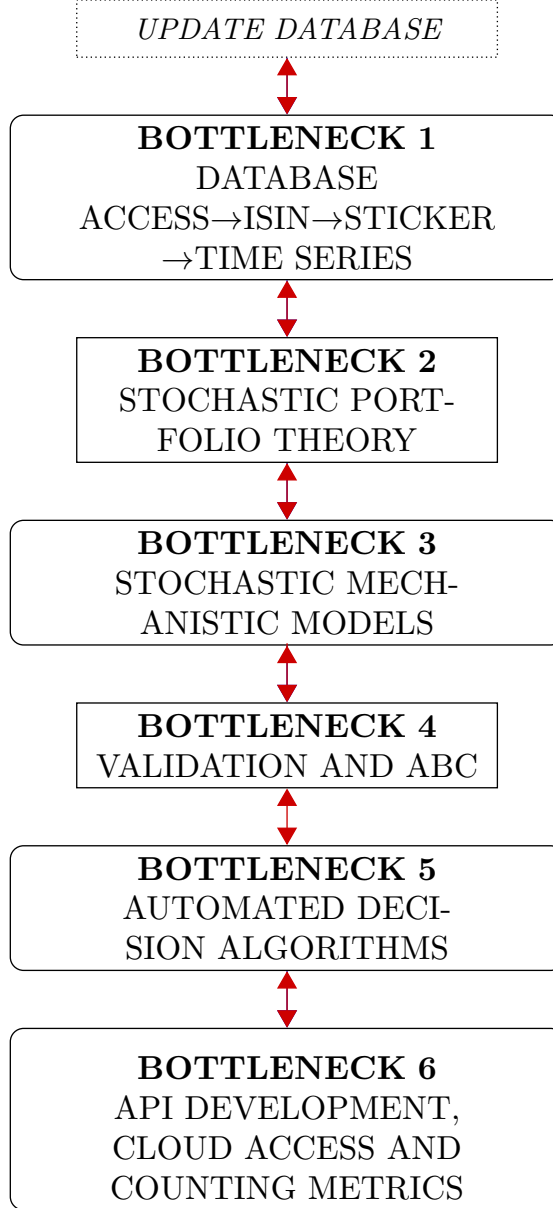 UPDATE DATABASE
BOTTLENECK 1
DATABASE
ACCESS→ISIN→STICKER
→TIME SERIES
BOTTLENECK 2
STOCHASTIC PORT-
FOLIO THEORY
BOTTLENECK 3
STOCHASTIC MECH-
ANISTIC MODELS
BOTTLENECK 4
VALIDATION AND ABC
BOTTLENECK 5
AUTOMATED DECI-
SION ALGORITHMS
BOTTLENECK 6
API DEVELOPMENT,
CLOUD ACCESS AND
COUNTING METRICS